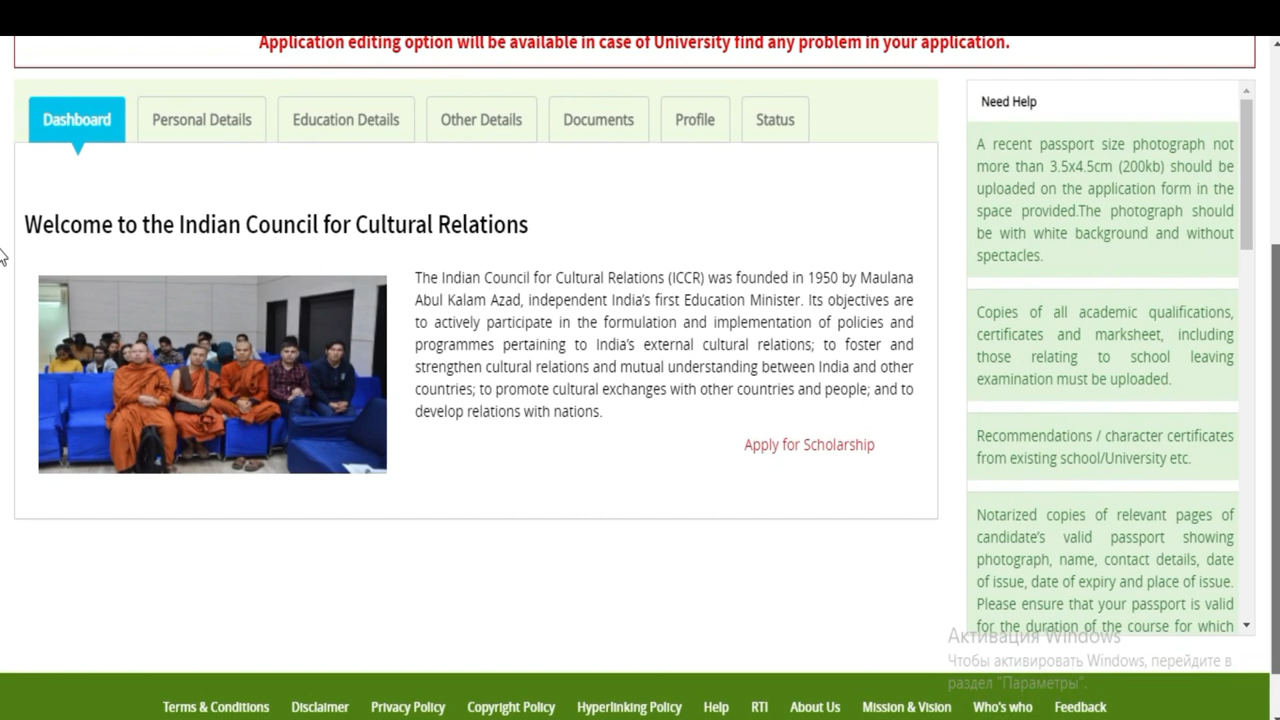 Application editing option will be available in case of University find any problem in your application.
Dashboard
Personal Details
Education Details
Other Details
Documents
Profile
Status
Welcome to the Indian Council for Cultural Relations
The Indian Council for Cultural Relations (ICCR) was founded in 1950 by Maulana
Abul Kalam Azad, independent India's first Education Minister. Its objectives are
to actively participate in the formulation and implementation of policies and
programmes pertaining to India's external cultural relations; to foster and
strengthen cultural relations and mutual understanding between India and other
countries; to promote cultural exchanges with other countries and people; and to
develop relations with nations.
Apply for Scholarship
Need Help
A recent passport size photograph not
more than 3.5x4.5cm (200kb) should be
uploaded on the application form in the
space provided.The photograph should
be with white background and without
spectacles.
Copies of all academic qualifications,
certificates and marksheet, including
those relating to school leaving
examination must be uploaded.
Recommendations / character certificates
from existing school/University etc.
Notarized copies of relevant pages of
candidate's valid passport showing
photograph, name, contact details, date
of issue, date of expiry and place of issue.
Please ensure that your passport is valid
for the duration of the course for which
Активация Windows
Чтобы активировать Windows, перейдите в
раздел "Параметры".
Terms & Conditions
Disclaimer
Privacy Policy
Copyright Policy
Hyperlinking Policy
Help
RTI
About Us
Mission & Vision
Who's who
Feedback